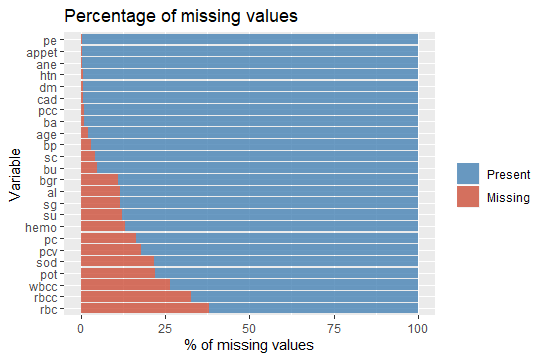 Percentage of missing values
Variable
pe
appet
ane
htn
dm
cad
pcc
ba
age
bp
sc
bu
bgr
al
sg
su
hemo
pc
pcv
sod
pot
wbcc
rbcc
rbc
0 25 50 75 100
% of missing values
Present
Missing